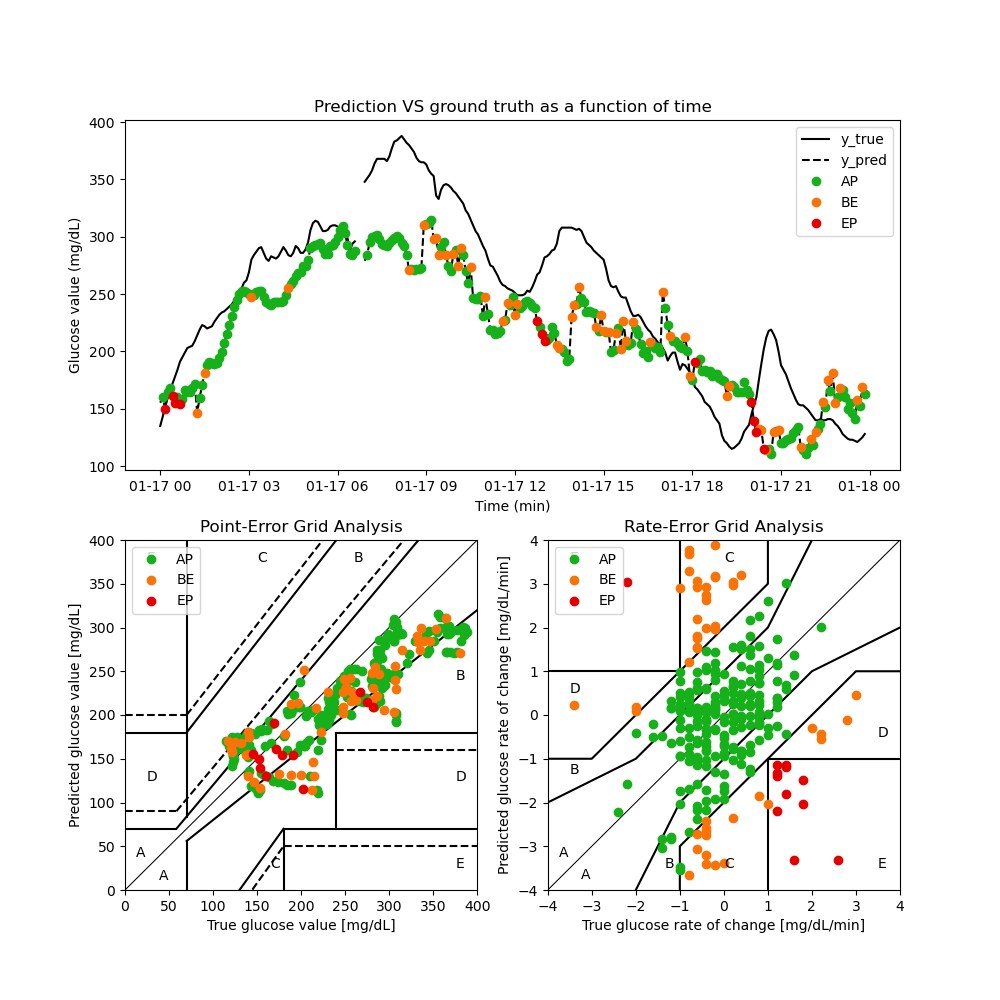 Prediction VS ground truth as a function of time
Glucose value (mg/dL)
400
350
300
250
200
150
100
y_true
y_pred
AP
BE
EP
01-17 00 01-17 03 01-17 06 01-17 09 01-17 12 01-17 15 01-17 18 01-17 21 01-18 00
Time (min)
Point-Error Grid Analysis
Predicted glucose value [mg/dL]
400
350
300
250
200
150
100
50
0
AP
BE
EP
C B
B
D D
A
A
C
E
0 50 100 150 200 250 300 350 400
True glucose value [mg/dL]
Rate-Error Grid Analysis
Predicted glucose rate of change [mg/dL/min]
4
3
2
1
0
−1
−2
−3
−4
AP
BE
EP
C
D
D
B
A
A
B C E
−4 −3 −2 −1 0 1 2 3 4
True glucose rate of change [mg/dL/min]